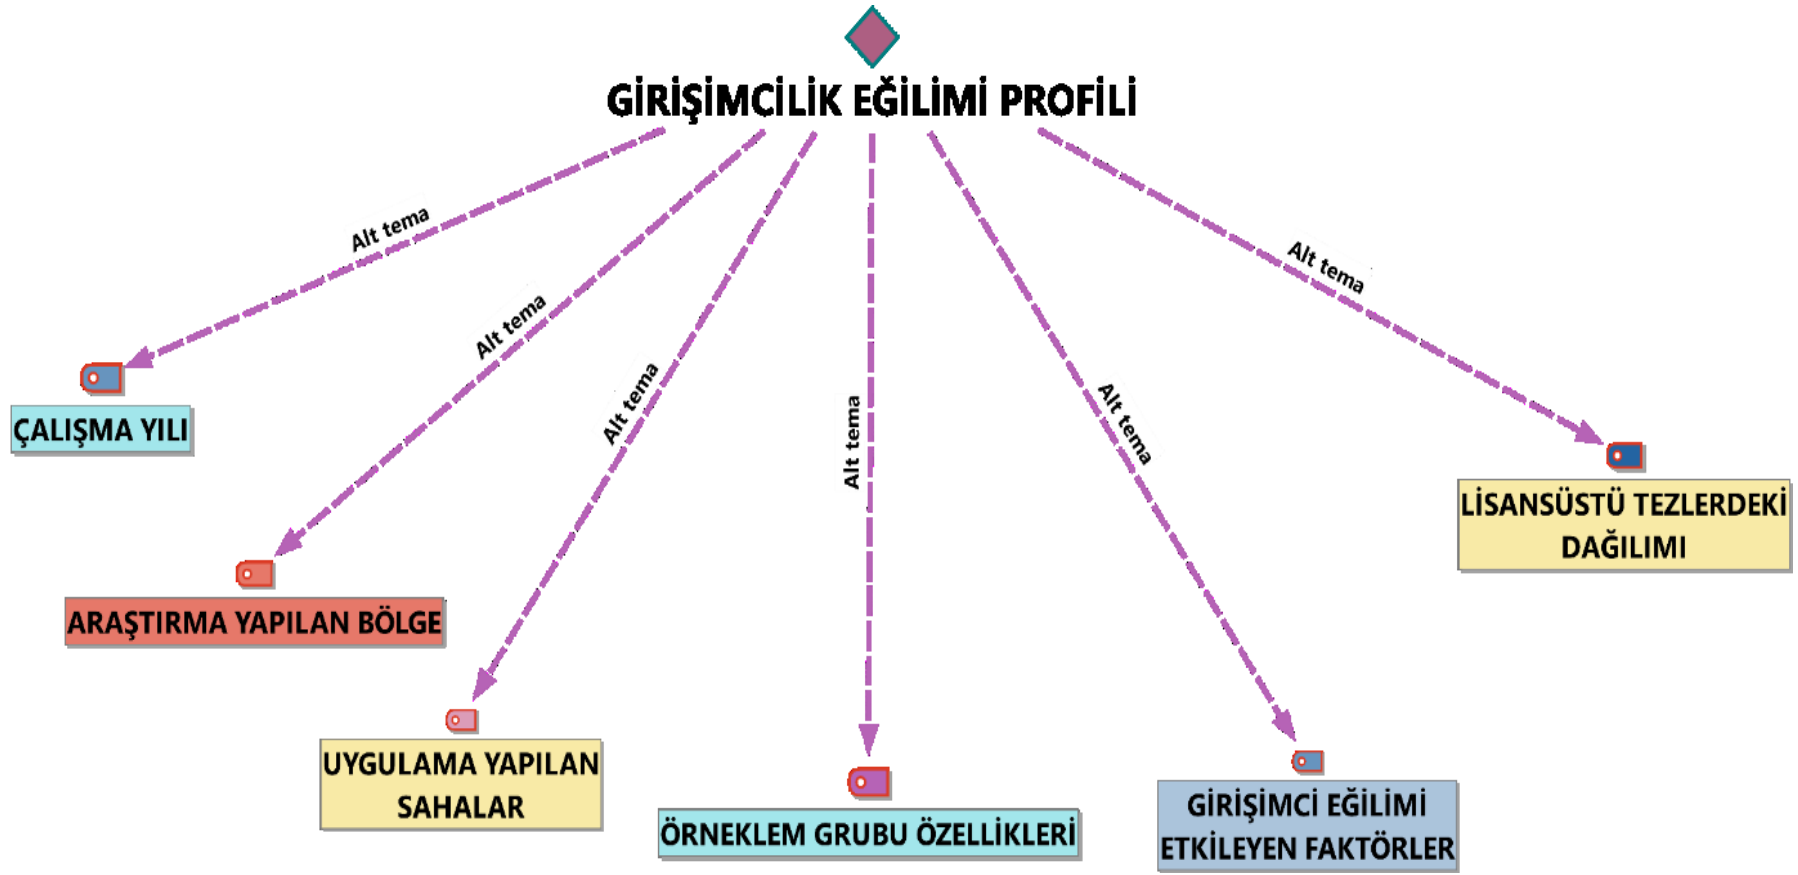 GİRİŞİMCİLİK EĞİLİMİ PROFİLİ
Alt tema
Alt tema
Alt tema
Alt tema
Alt tema
Alt tema
ÇALIŞMA YILI
ARAŞTIRMA YAPILAN BÖLGE
UYGULAMA YAPILAN
SAHALAR
ÖRNEKLEM GRUBU ÖZELLİKLERİ
GİRİŞİMCİ EĞİLİMİ
ETKİLEYEN FAKTÖRLER
LİSANSÜSTÜ TEZLERDEKİ
DAĞILIMI